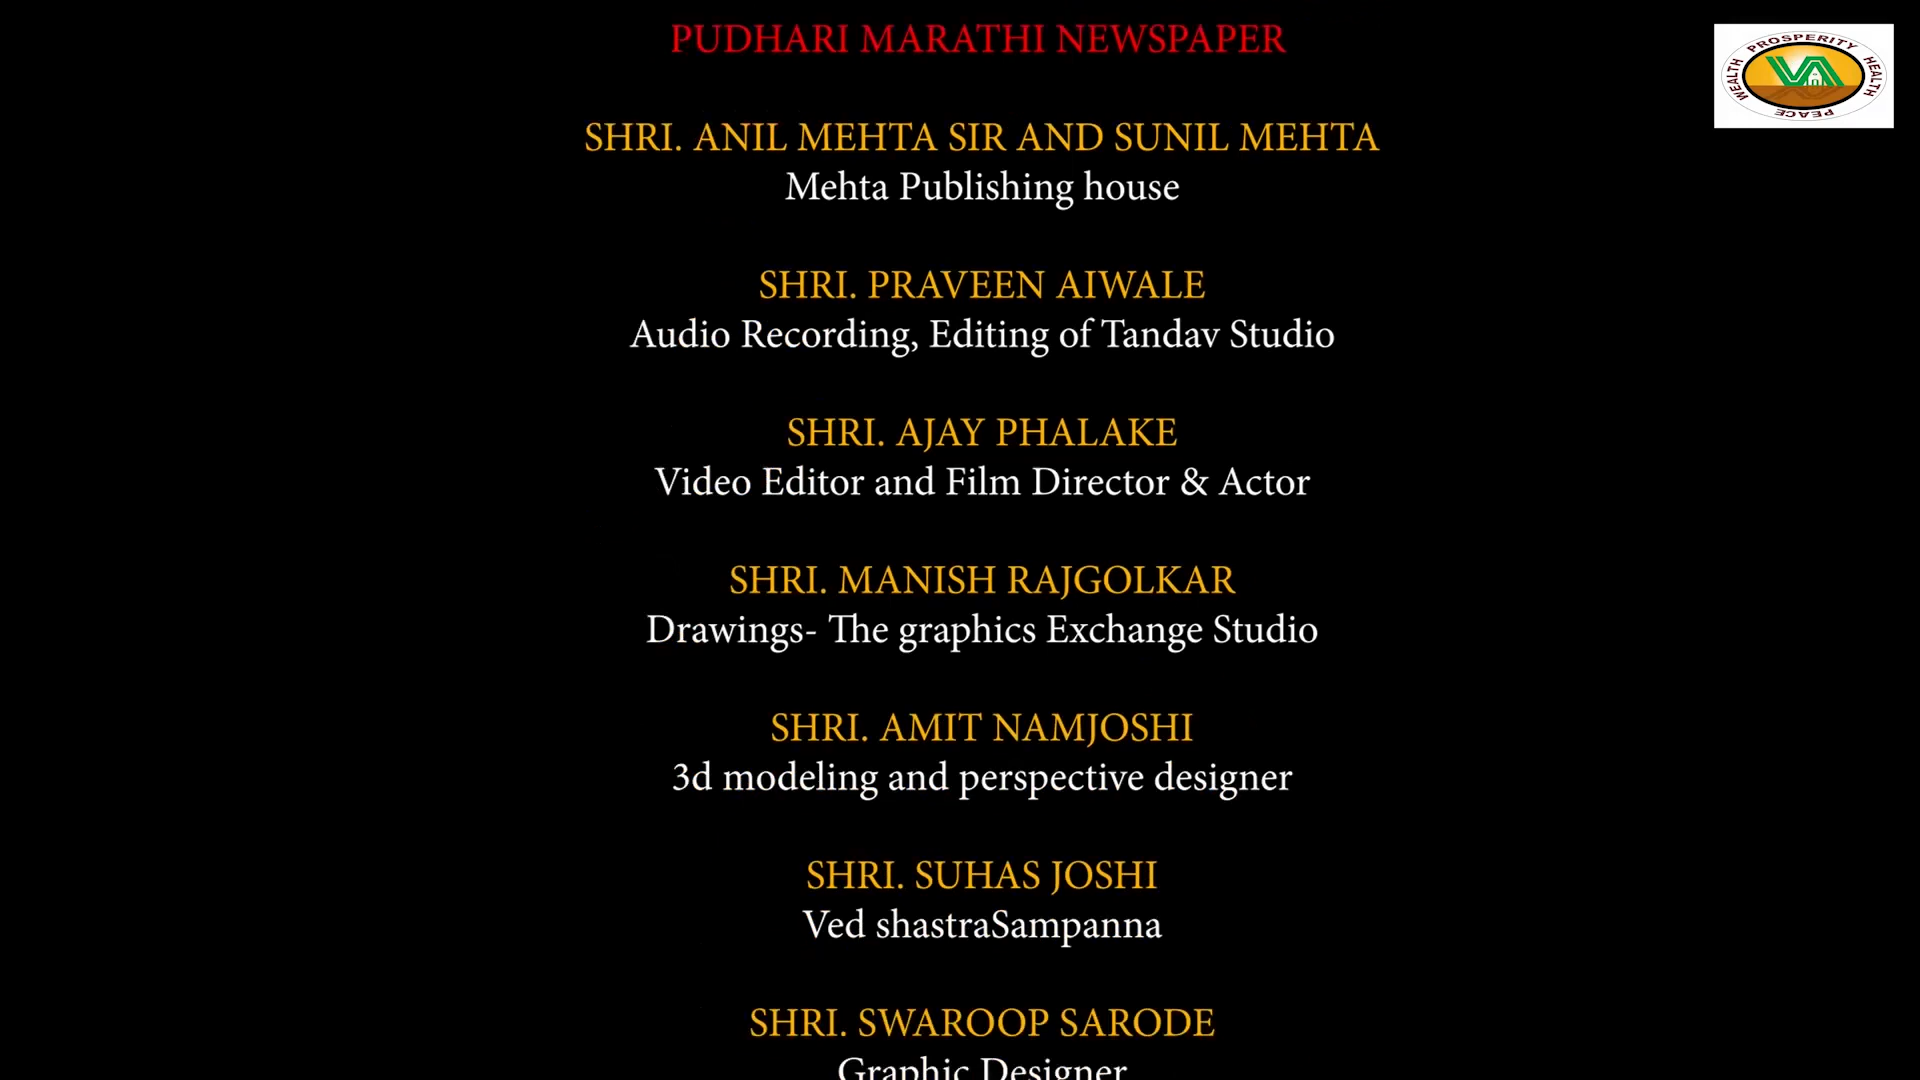 PUDHARI MARATHI NEWSPAPER
SHRI. ANIL MEHTA SIR AND SUNIL MEHTA
Mehta Publishing house
SHRI. PRAVEEN AIWALE
Audio Recording, Editing of Tandav Studio
SHRI. AJAY PHALAKE
Video Editor and Film Director & Actor
SHRI. MANISH RAJGOLKAR
Drawings- The graphics Exchange Studio
SHRI. AMIT NAMJOSHI
3d modeling and perspective designer
SHRI. SUHAS JOSHI
Ved shastraSampanna
SHRI. SWAROOP SARODE
Graphic Designer
WEALTH PROSPERITY HEALTH PEACE
VA